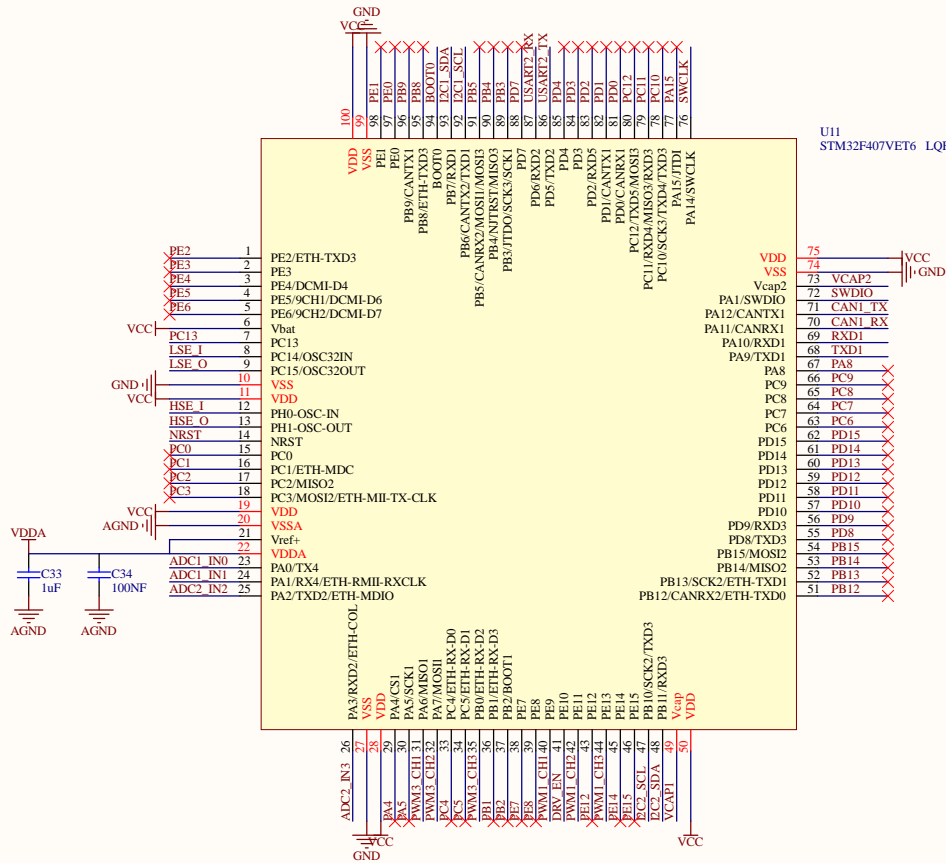 GND
VCC
PE1
PE0
PB9
PB8
BOOT0
I2C1_SDA
I2C1_SCL
PB5
PB4
PB3
PD7
USART2_RX
USART2_TX
PD4
PD3
PD2
PD1
PD0
PC12
PC11
PC10
PA15
SWCLK
100
99
98
97
96
95
94
93
92
91
90
89
88
87
86
85
84
83
82
81
80
79
78
77
76
U11
STM32F407VET6 LQF
VDD
VSS
PE1
PE0
PB9/CANTX1
PB8/ETH-TXD3
BOOT0
PB7/RXD1
PB6/CANTX2/TXD1
PB5/CANRX2/MOSI1/MOSI3
PB4/NJTRST/MISO3
PB3/JTDO/SCK3/SCK1
PD7
PD6/RXD2
PD5/TXD2
PD4
PD3
PD2/RXD5
PD1/CANTX1
PD0/CANRX1
PC12/TXD5/MOSI3
PC11/RXD4/MISO3/RXD3
PC10/SCK3/TXD4/TXD3
PA15/JTDI
PA14/SWCLK
PE2 1 PE2/ETH-TXD3
PE3 2 PE3
PE4 3 PE4/DCMI-D4
PE5 4 PE5/9CH1/DCMI-D6
PE6 5 PE6/9CH2/DCMI-D7
VCC 6 Vbat
PC13 7 PC13
LSE_I 8 PC14/OSC32IN
LSE_O 9 PC15/OSC32OUT
GND 10 VSS
VCC 11 VDD
HSE_I 12 PH0-OSC-IN
HSE_O 13 PH1-OSC-OUT
NRST 14 NRST
PC0 15 PC0
PC1 16 PC1/ETH-MDC
PC2 17 PC2/MISO2
PC3 18 PC3/MOSI2/ETH-MII-TX-CLK
VCC 19 VDD
AGND 20 VSSA
VDDA 21 Vref+
22 VDDA
ADC1_IN0 23 PA0/TX4
ADC1_IN1 24 PA1/RX4/ETH-RMII-RXCLK
ADC2_IN2 25 PA2/TXD2/ETH-MDIO
C33
1uF
C34
100NF
AGND
AGND
VDD 75 VCC
VSS 74 GND
Vcap2 73 VCAP2
PA1/SWDIO 72 SWDIO
PA12/CANTX1 71 CAN1_TX
PA11/CANRX1 70 CAN1_RX
PA10/RXD1 69 RXD1
PA9/TXD1 68 TXD1
PA8 67 PA8
PC9 66 PC9
PC8 65 PC8
PC7 64 PC7
PC6 63 PC6
PD15 62 PD15
PD14 61 PD14
PD13 60 PD13
PD12 59 PD12
PD11 58 PD11
PD10 57 PD10
PD9/RXD3 56 PD9
PD8/TXD3 55 PD8
PB15/MOSI2 54 PB15
PB14/MISO2 53 PB14
PB13/SCK2/ETH-TXD1 52 PB13
PB12/CANRX2/ETH-TXD0 51 PB12
PA3/RXD2/ETH-COL
VSS
VDD
PA4/CS1
PA5/SCK1
PA6/MISO1
PA7/MOSI1
PC4/ETH-RX-D0
PC5/ETH-RX-D1
PB0/ETH-RX-D2
PB1/ETH-RX-D3
PB2/BOOT1
PE7
PE8
PE9
PE10
PE11
PE12
PE13
PE14
PE15
PB10/SCK2/TXD3
PB11/RXD3
Vcap
VDD
26
27
28
29
30
31
32
33
34
35
36
37
38
39
40
41
42
43
44
45
46
47
48
49
50
ADC2_IN3
PA4
PA5
PWM3_CH1
PWM3_CH2
PC4
PC5
PWM3_CH3
PB1
PB2
PE7
PE8
PWM1_CH1
DRV_EN
PWM1_CH2
PE12
PWM1_CH3
PE14
PE15
I2C2_SCL
I2C2_SDA
VCAP1
GND
VCC
VCC